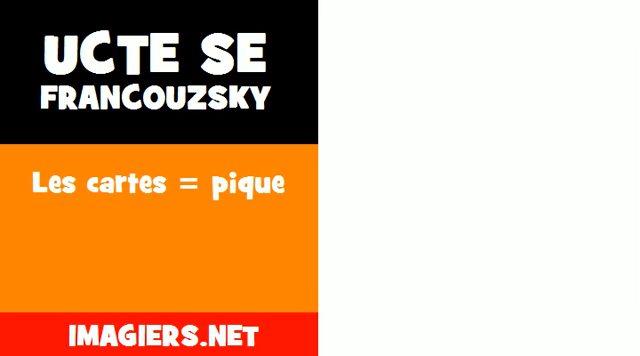 UCTE SE
FRANCOUZSKY
Les cartes = pique
IMAGIERS.NET